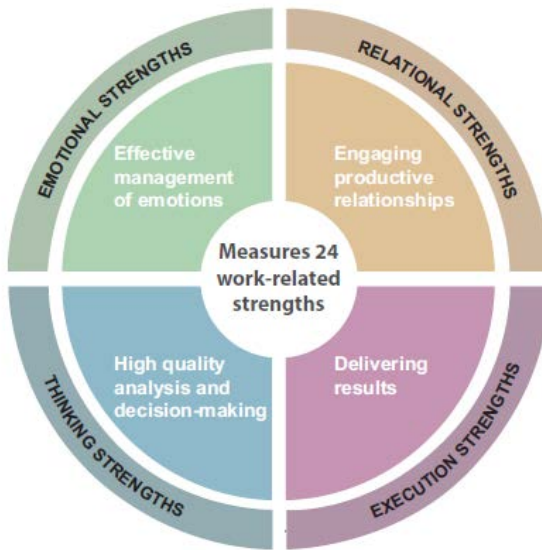 EMOTIONAL STRENGTHS
RELATIONAL STRENGTHS
Effective
management
of emotions
Engaging
productive
relationships
Measures 24
work-related
strengths
High quality
analysis and
decision-making
Delivering
results
THINKING STRENGTHS
EXECUTION STRENGTHS